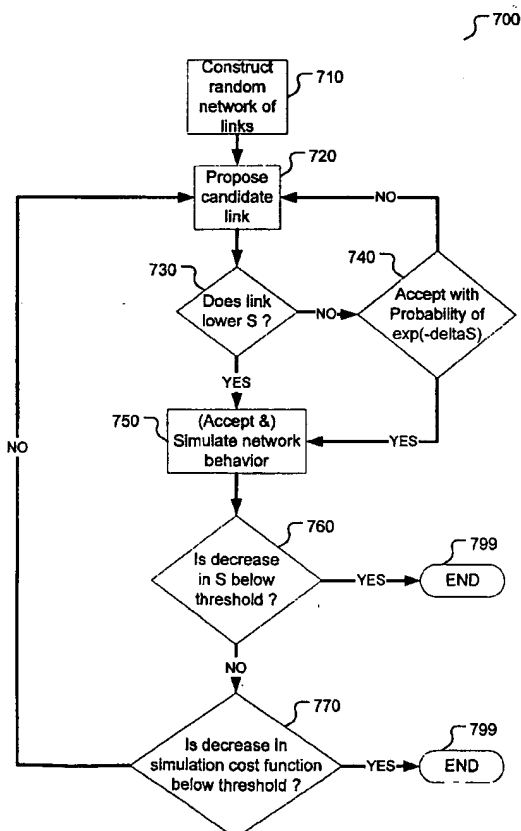 700
Construct
random
network of
links
710
720
Propose
candidate
link
NO
730
740
Does link
lower S ?
NO
Accept with
Probability of
exp(-deltaS)
YES
750
(Accept &)
Simulate network
behavior
YES
NO
760
799
Is decrease
in S below
threshold ?
YES
END
NO
770
799
Is decrease in
simulation cost function
below threshold ?
YES
END